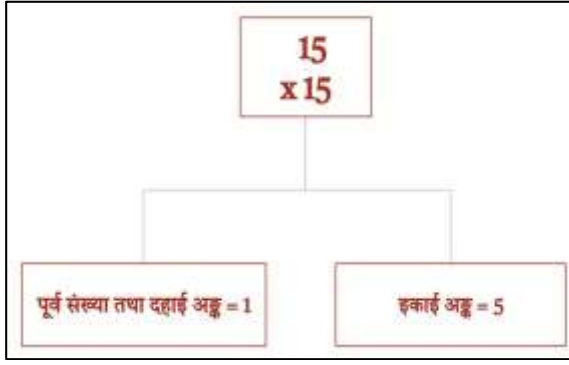 15
x 15
पूर्व संख्या तथा दहाई अङ्क = 1
इकाई अङ्क = 5